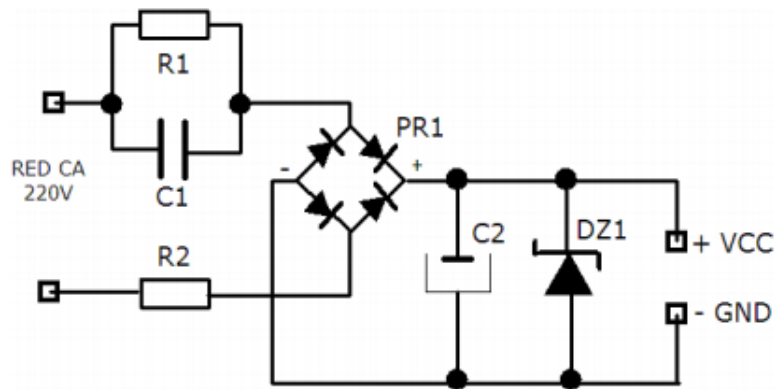 R1
PR1
- +
RED CA
220V
C1
C2
DZ1
+ VCC
R2
- GND